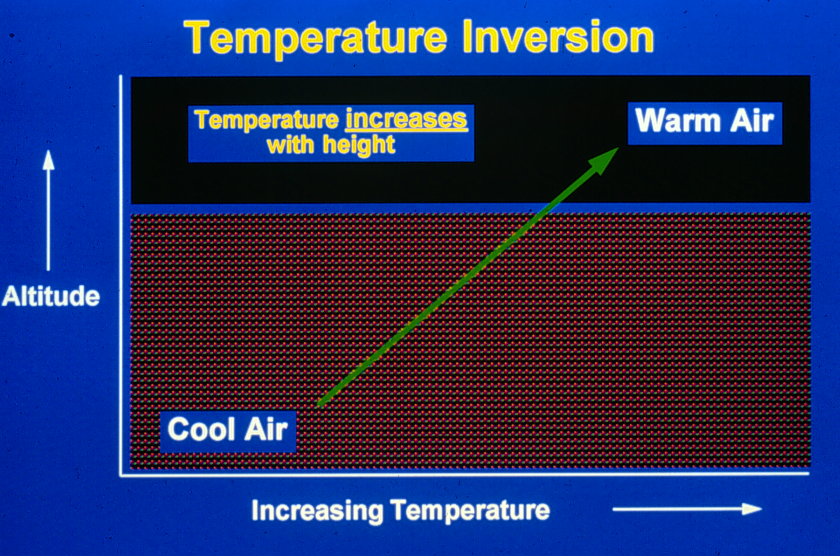 Temperature Inversion
Temperature increases
with height
Warm Air
Altitude
Cool Air
Increasing Temperature